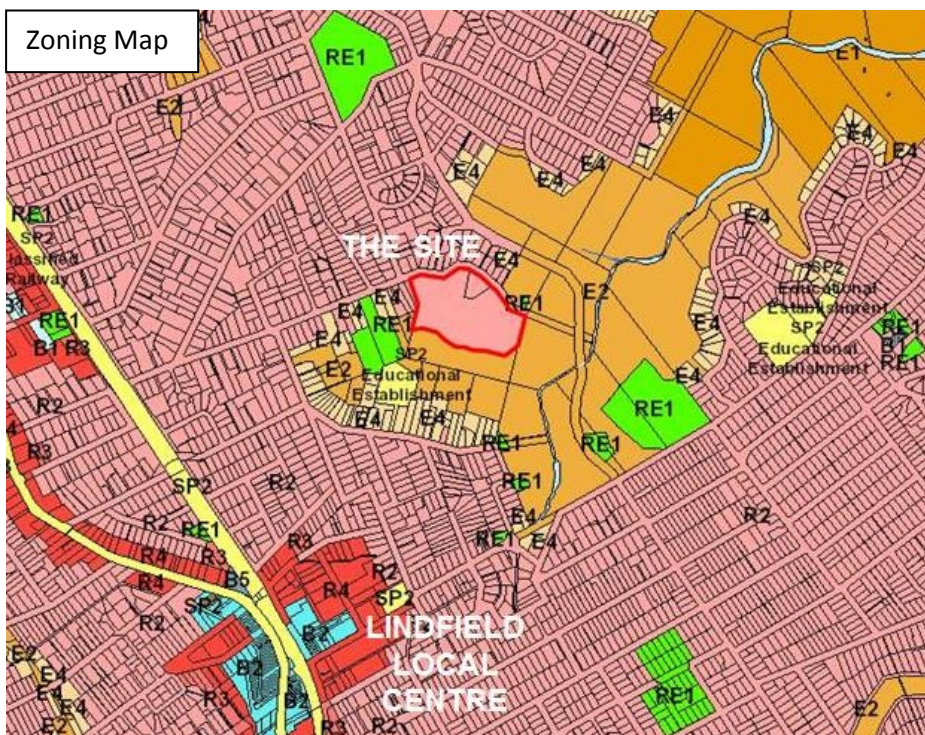 Zoning Map
RE1
E1
E2
E4
E4
E4
E4
E4
E4
RE1
SP2
Railway
THE SITE
E4
E4
SP2
Educational
Establishment
SP2
Educational
Establishment
RE1
E2
RE1
B1 R3
E4
E4
RE1
RE1
RE1
E4
E2
SP2
Educational
Establishment
E4
R2
E4 E4
RE1
RE1
R3
RE1
SP2
R2
RE1
R2
RE1
R2
E4
RE1
E4
R4
R3
R3
B5
R4
R4
R2
SP2
SP2
R2
B2
LINDFIELD
LOCAL
CENTRE
B2
E2
E4
E4
E4
E2
R3
B2
R3
R2
RE1
E2